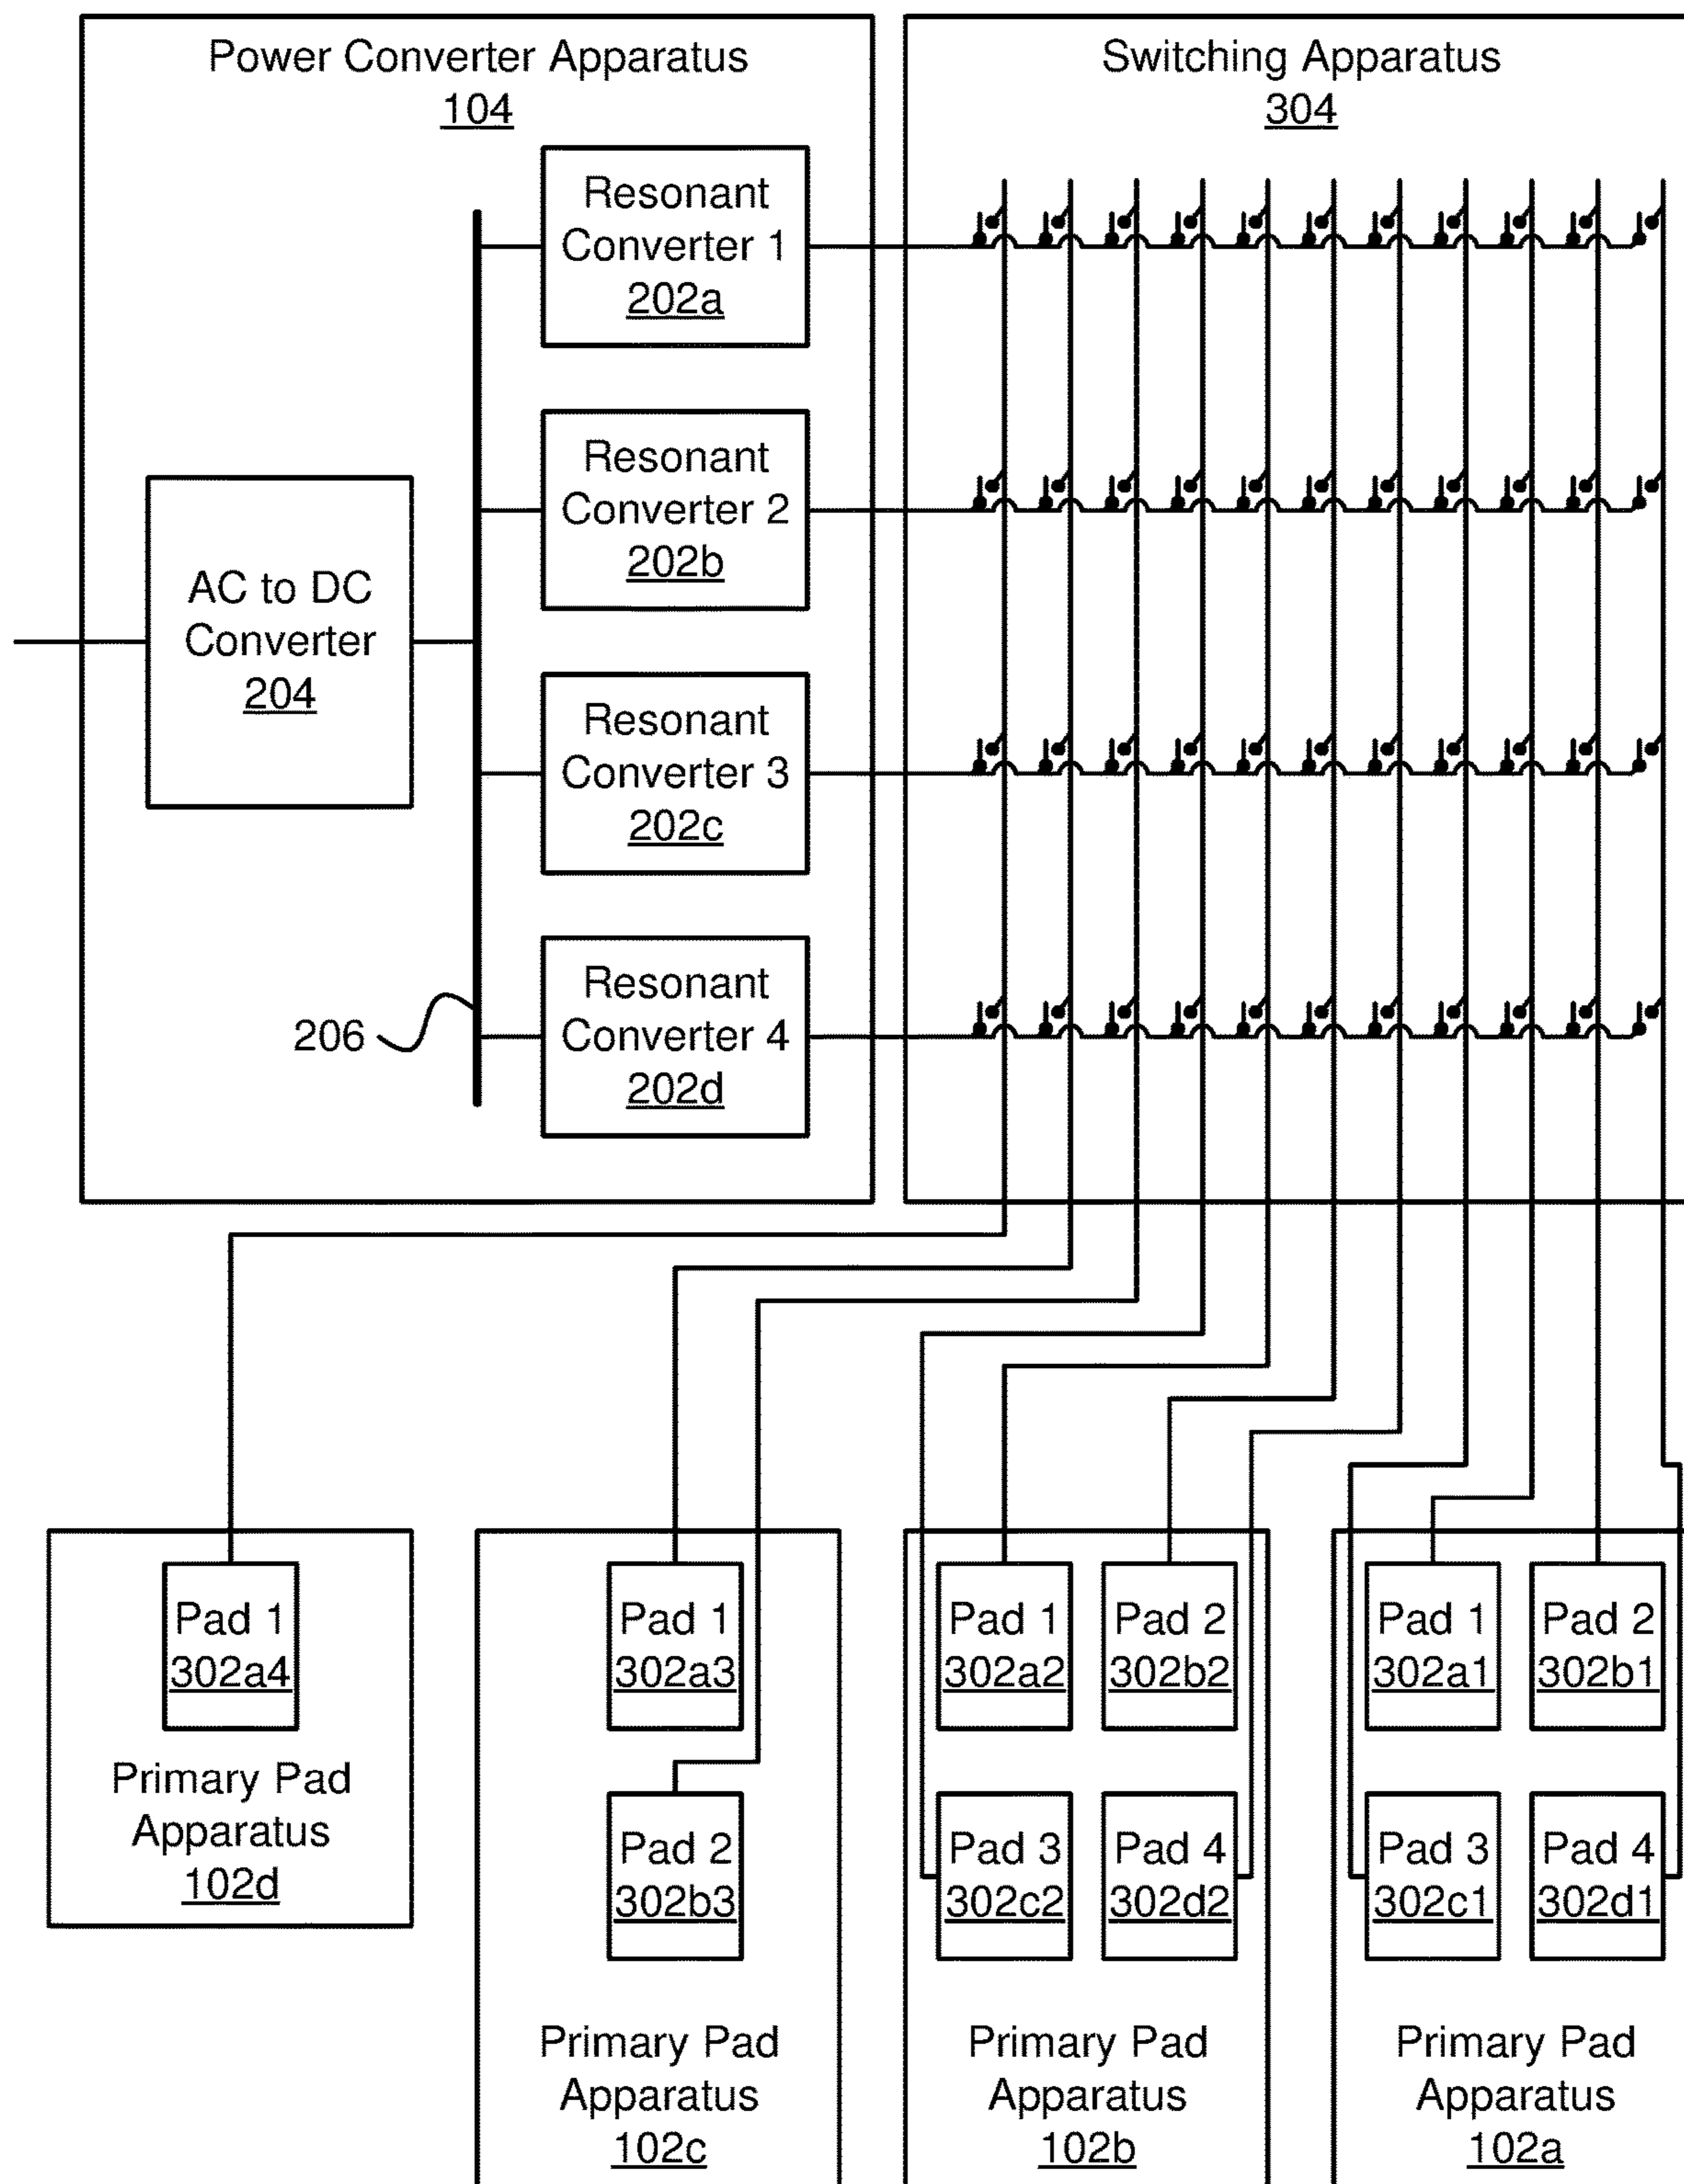 Power Converter Apparatus
104
Switching Apparatus
304
Resonant
Converter 1
202a
Resonant
Converter 2
202b
AC to DC
Converter
204
Resonant
Converter 3
202c
Resonant
Converter 4
202d
206
Pad 1
302a4
Primary Pad
Apparatus
102d
Pad 1
302a3
Pad 2
302b3
Primary Pad
Apparatus
102c
Pad 1
302a2
Pad 2
302b2
Pad 3
302c2
Pad 4
302d2
Primary Pad
Apparatus
102b
Pad 1
302a1
Pad 2
302b1
Pad 3
302c1
Pad 4
302d1
Primary Pad
Apparatus
102a